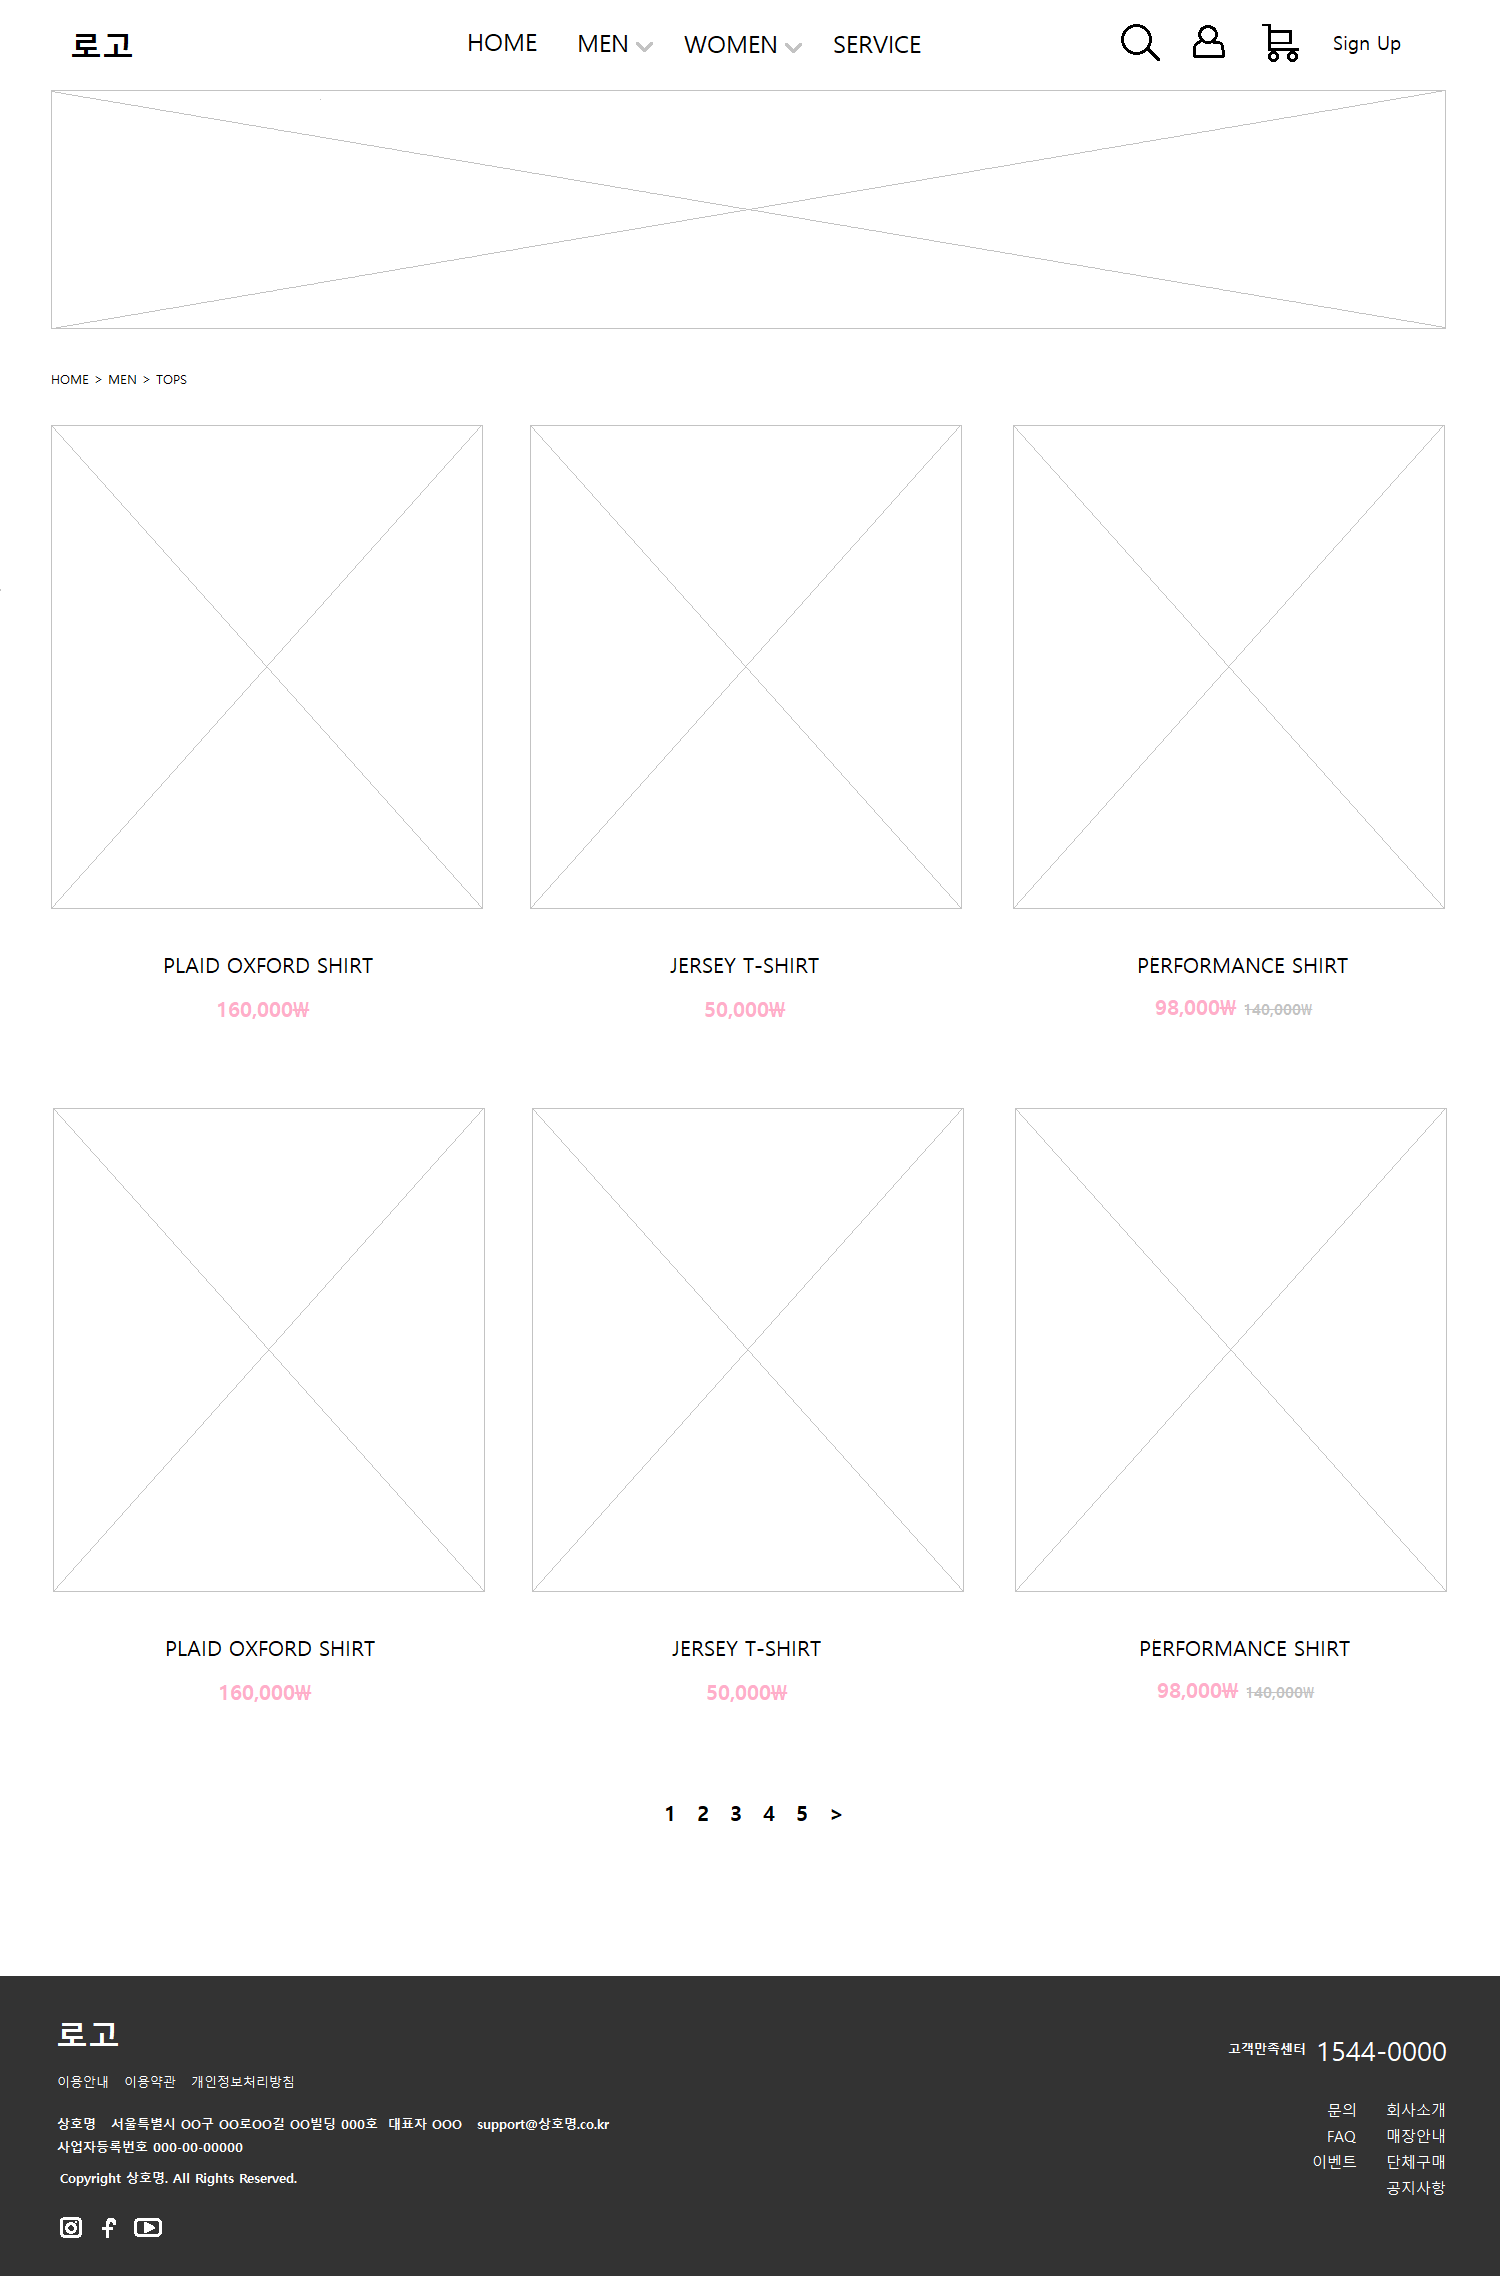 로고 HOME MEN WOMEN SERVICE Sign Up
HOME > MEN > TOPS
PLAID OXFORD SHIRT JERSEY T-SHIRT PERFORMANCE SHIRT
160,000₩ 50,000₩ 98,000₩ 140,000₩
PLAID OXFORD SHIRT JERSEY T-SHIRT PERFORMANCE SHIRT
160,000₩ 50,000₩ 98,000₩ 140,000₩
1 2 3 4 5 >
로고
이용안내 이용약관 개인정보처리방침
상호명 서울특별시 OO구 OO로OO길 OO빌딩 000호 대표자 OOO support@상호명.co.kr
사업자등록번호 000-00-00000
Copyright 상호명. All Rights Reserved.
고객만족센터 1544-0000
문의 회사소개
FAQ 매장안내
이벤트 단체구매
공지사항